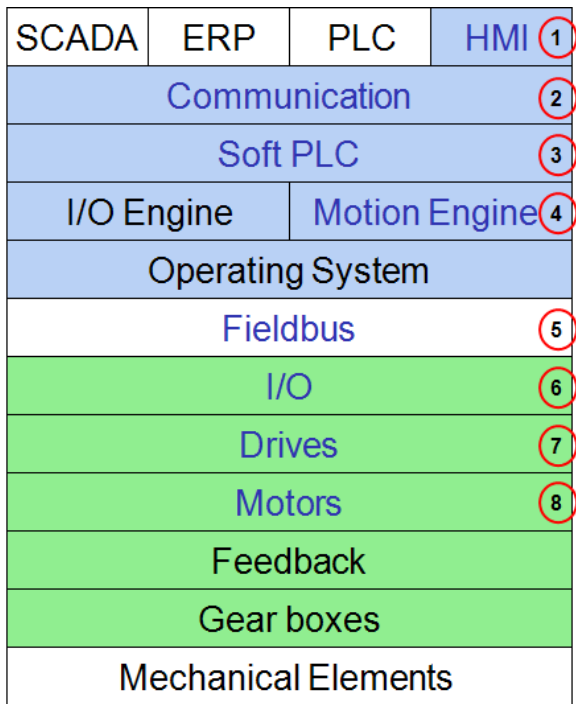 SCADA ERP PLC HMI 1
Communication 2
Soft PLC 3
I/O Engine Motion Engine 4
Operating System
Fieldbus 5
I/O 6
Drives 7
Motors 8
Feedback
Gear boxes
Mechanical Elements